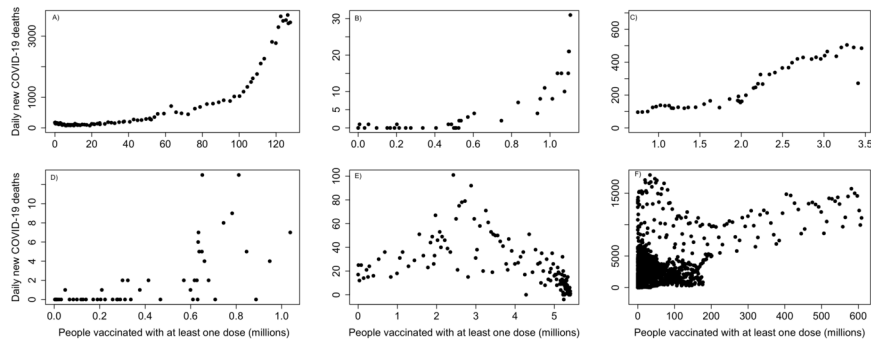 A)
Daily new COVID-19 deaths
3000
1000
0
0 20 40 60 80 100 120
B)
30
25
20
15
10
5
0
0.0 0.2 0.4 0.6 0.8 1.0
C)
600
400
200
0
1.0 1.5 2.0 2.5 3.0 3.5
D)
Daily new COVID-19 deaths
10
8
6
4
2
0
0.0 0.2 0.4 0.6 0.8 1.0
People vaccinated with at least one dose (millions)
E)
100
80
60
40
20
0
0 1 2 3 4 5
People vaccinated with at least one dose (millions)
F)
15000
5000
0
0 100 200 300 400 500 600
People vaccinated with at least one dose (millions)